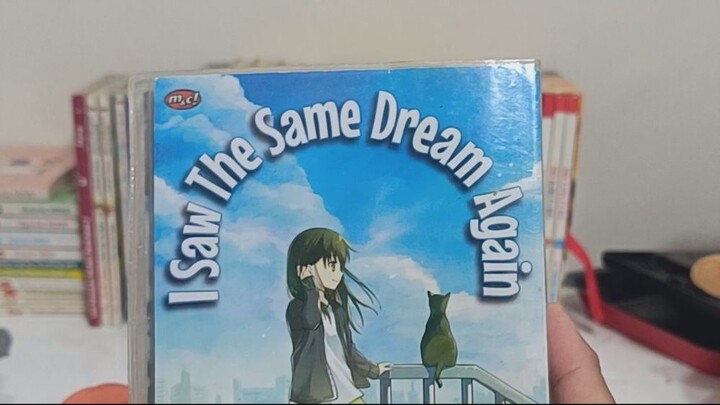 m&c!
I Saw The Same Dream Again